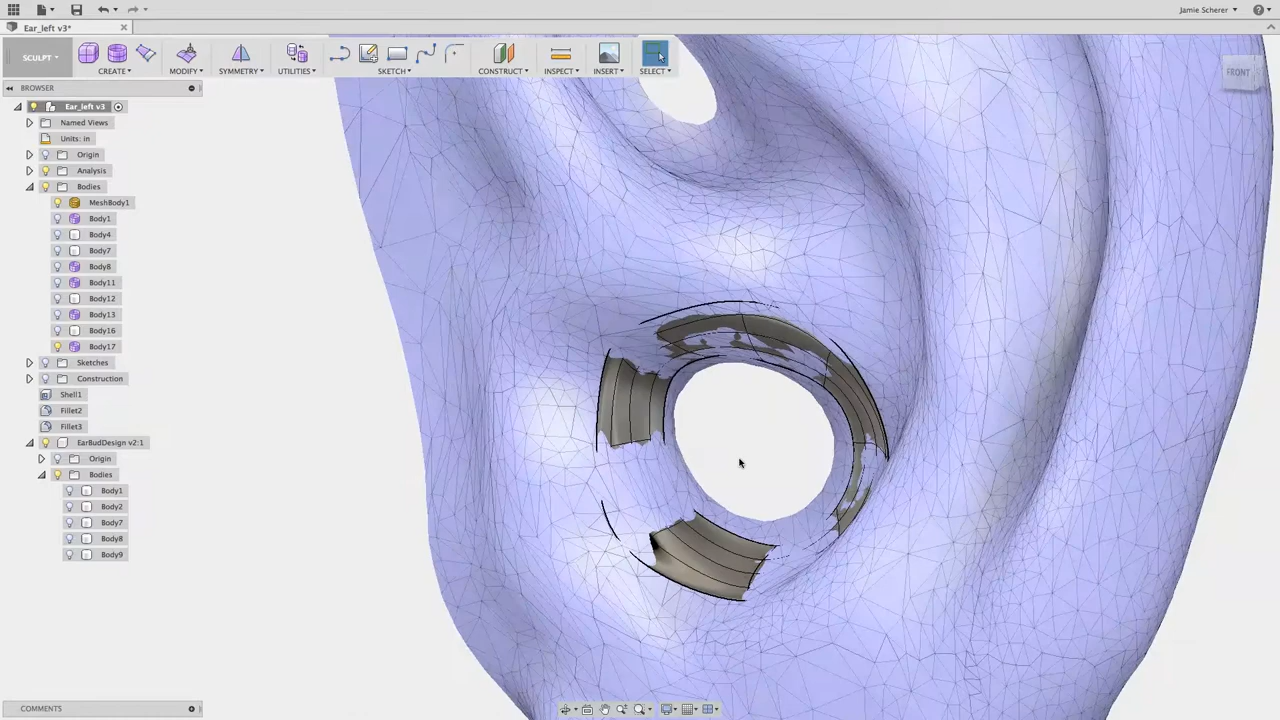 Jamie Scherer
Ear_left v3*
SCULPT
CREATE
MODIFY
SYMMETRY
UTILITIES
SKETCH
CONSTRUCT
INSPECT
INSERT
SELECT
FRONT
BROWSER
Ear_left v3
Named Views
Units: in
Origin
Analysis
Bodies
MeshBody1
Body1
Body4
Body7
Body8
Body11
Body12
Body13
Body16
Body17
Sketches
Construction
Shell1
Fillet2
Fillet3
EarBudDesign v2:1
Origin
Bodies
Body1
Body2
Body7
Body8
Body9
COMMENTS